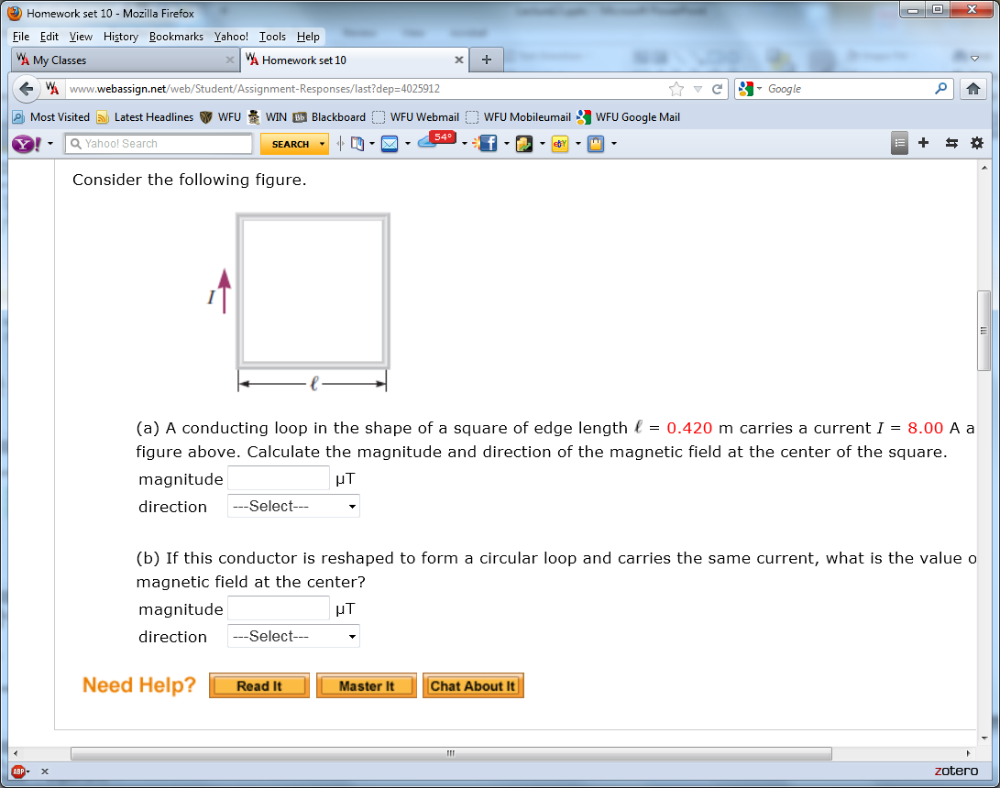 Homework set 10 - Mozilla Firefox
File Edit View History Bookmarks Yahoo! Tools Help
My Classes
Homework set 10
www.webassign.net/web/Student/Assignment-Responses/last?dep=4025912
Google
Most Visited Latest Headlines WFU WIN Bb Blackboard WFU Webmail WFU Mobileumail WFU Google Mail
Y! Yahoo! Search SEARCH 54° eBY
Consider the following figure.
I
ℓ
(a) A conducting loop in the shape of a square of edge length ℓ = 0.420 m carries a current I = 8.00 A a
figure above. Calculate the magnitude and direction of the magnetic field at the center of the square.
magnitude µT
direction ---Select---
(b) If this conductor is reshaped to form a circular loop and carries the same current, what is the value o
magnetic field at the center?
magnitude µT
direction ---Select---
Need Help? Read It Master It Chat About It
ABP zotero